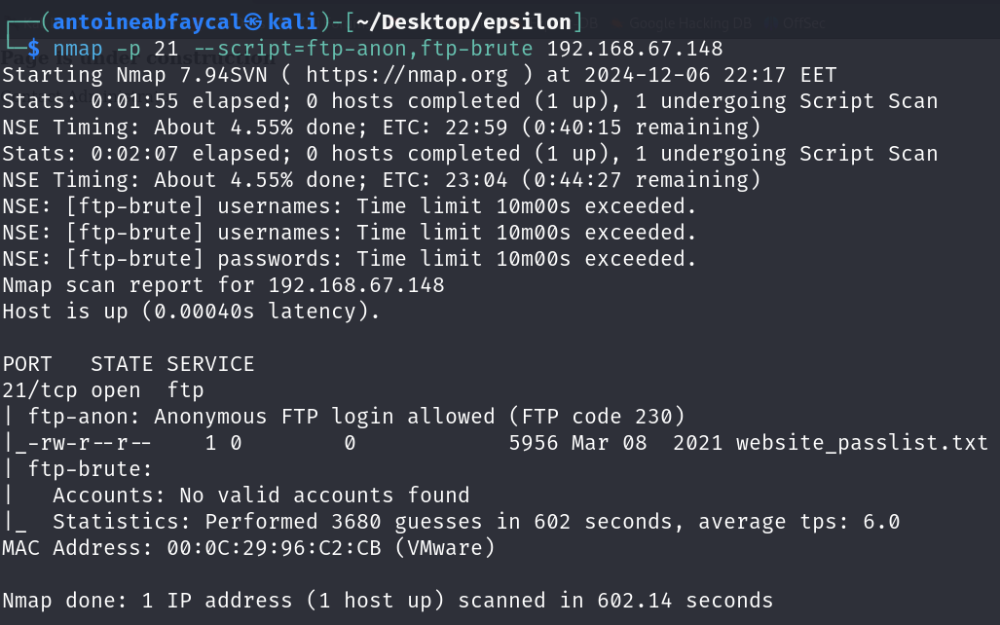 ┌──(antoineabfaycal㉿kali)-[~/Desktop/epsilon]
└─$ nmap -p 21 --script=ftp-anon,ftp-brute 192.168.67.148
Starting Nmap 7.94SVN ( https://nmap.org ) at 2024-12-06 22:17 EET
Stats: 0:01:55 elapsed; 0 hosts completed (1 up), 1 undergoing Script Scan
NSE Timing: About 4.55% done; ETC: 22:59 (0:40:15 remaining)
Stats: 0:02:07 elapsed; 0 hosts completed (1 up), 1 undergoing Script Scan
NSE Timing: About 4.55% done; ETC: 23:04 (0:44:27 remaining)
NSE: [ftp-brute] usernames: Time limit 10m00s exceeded.
NSE: [ftp-brute] usernames: Time limit 10m00s exceeded.
NSE: [ftp-brute] passwords: Time limit 10m00s exceeded.
Nmap scan report for 192.168.67.148
Host is up (0.00040s latency).
PORT   STATE SERVICE
21/tcp open  ftp
| ftp-anon: Anonymous FTP login allowed (FTP code 230)
|_-rw-r--r--    1 0        0            5956 Mar 08  2021 website_passlist.txt
| ftp-brute:
|   Accounts: No valid accounts found
|_  Statistics: Performed 3680 guesses in 602 seconds, average tps: 6.0
MAC Address: 00:0C:29:96:C2:CB (VMware)
Nmap done: 1 IP address (1 host up) scanned in 602.14 seconds
Google Hacking DB
OffSec
Page is under construction